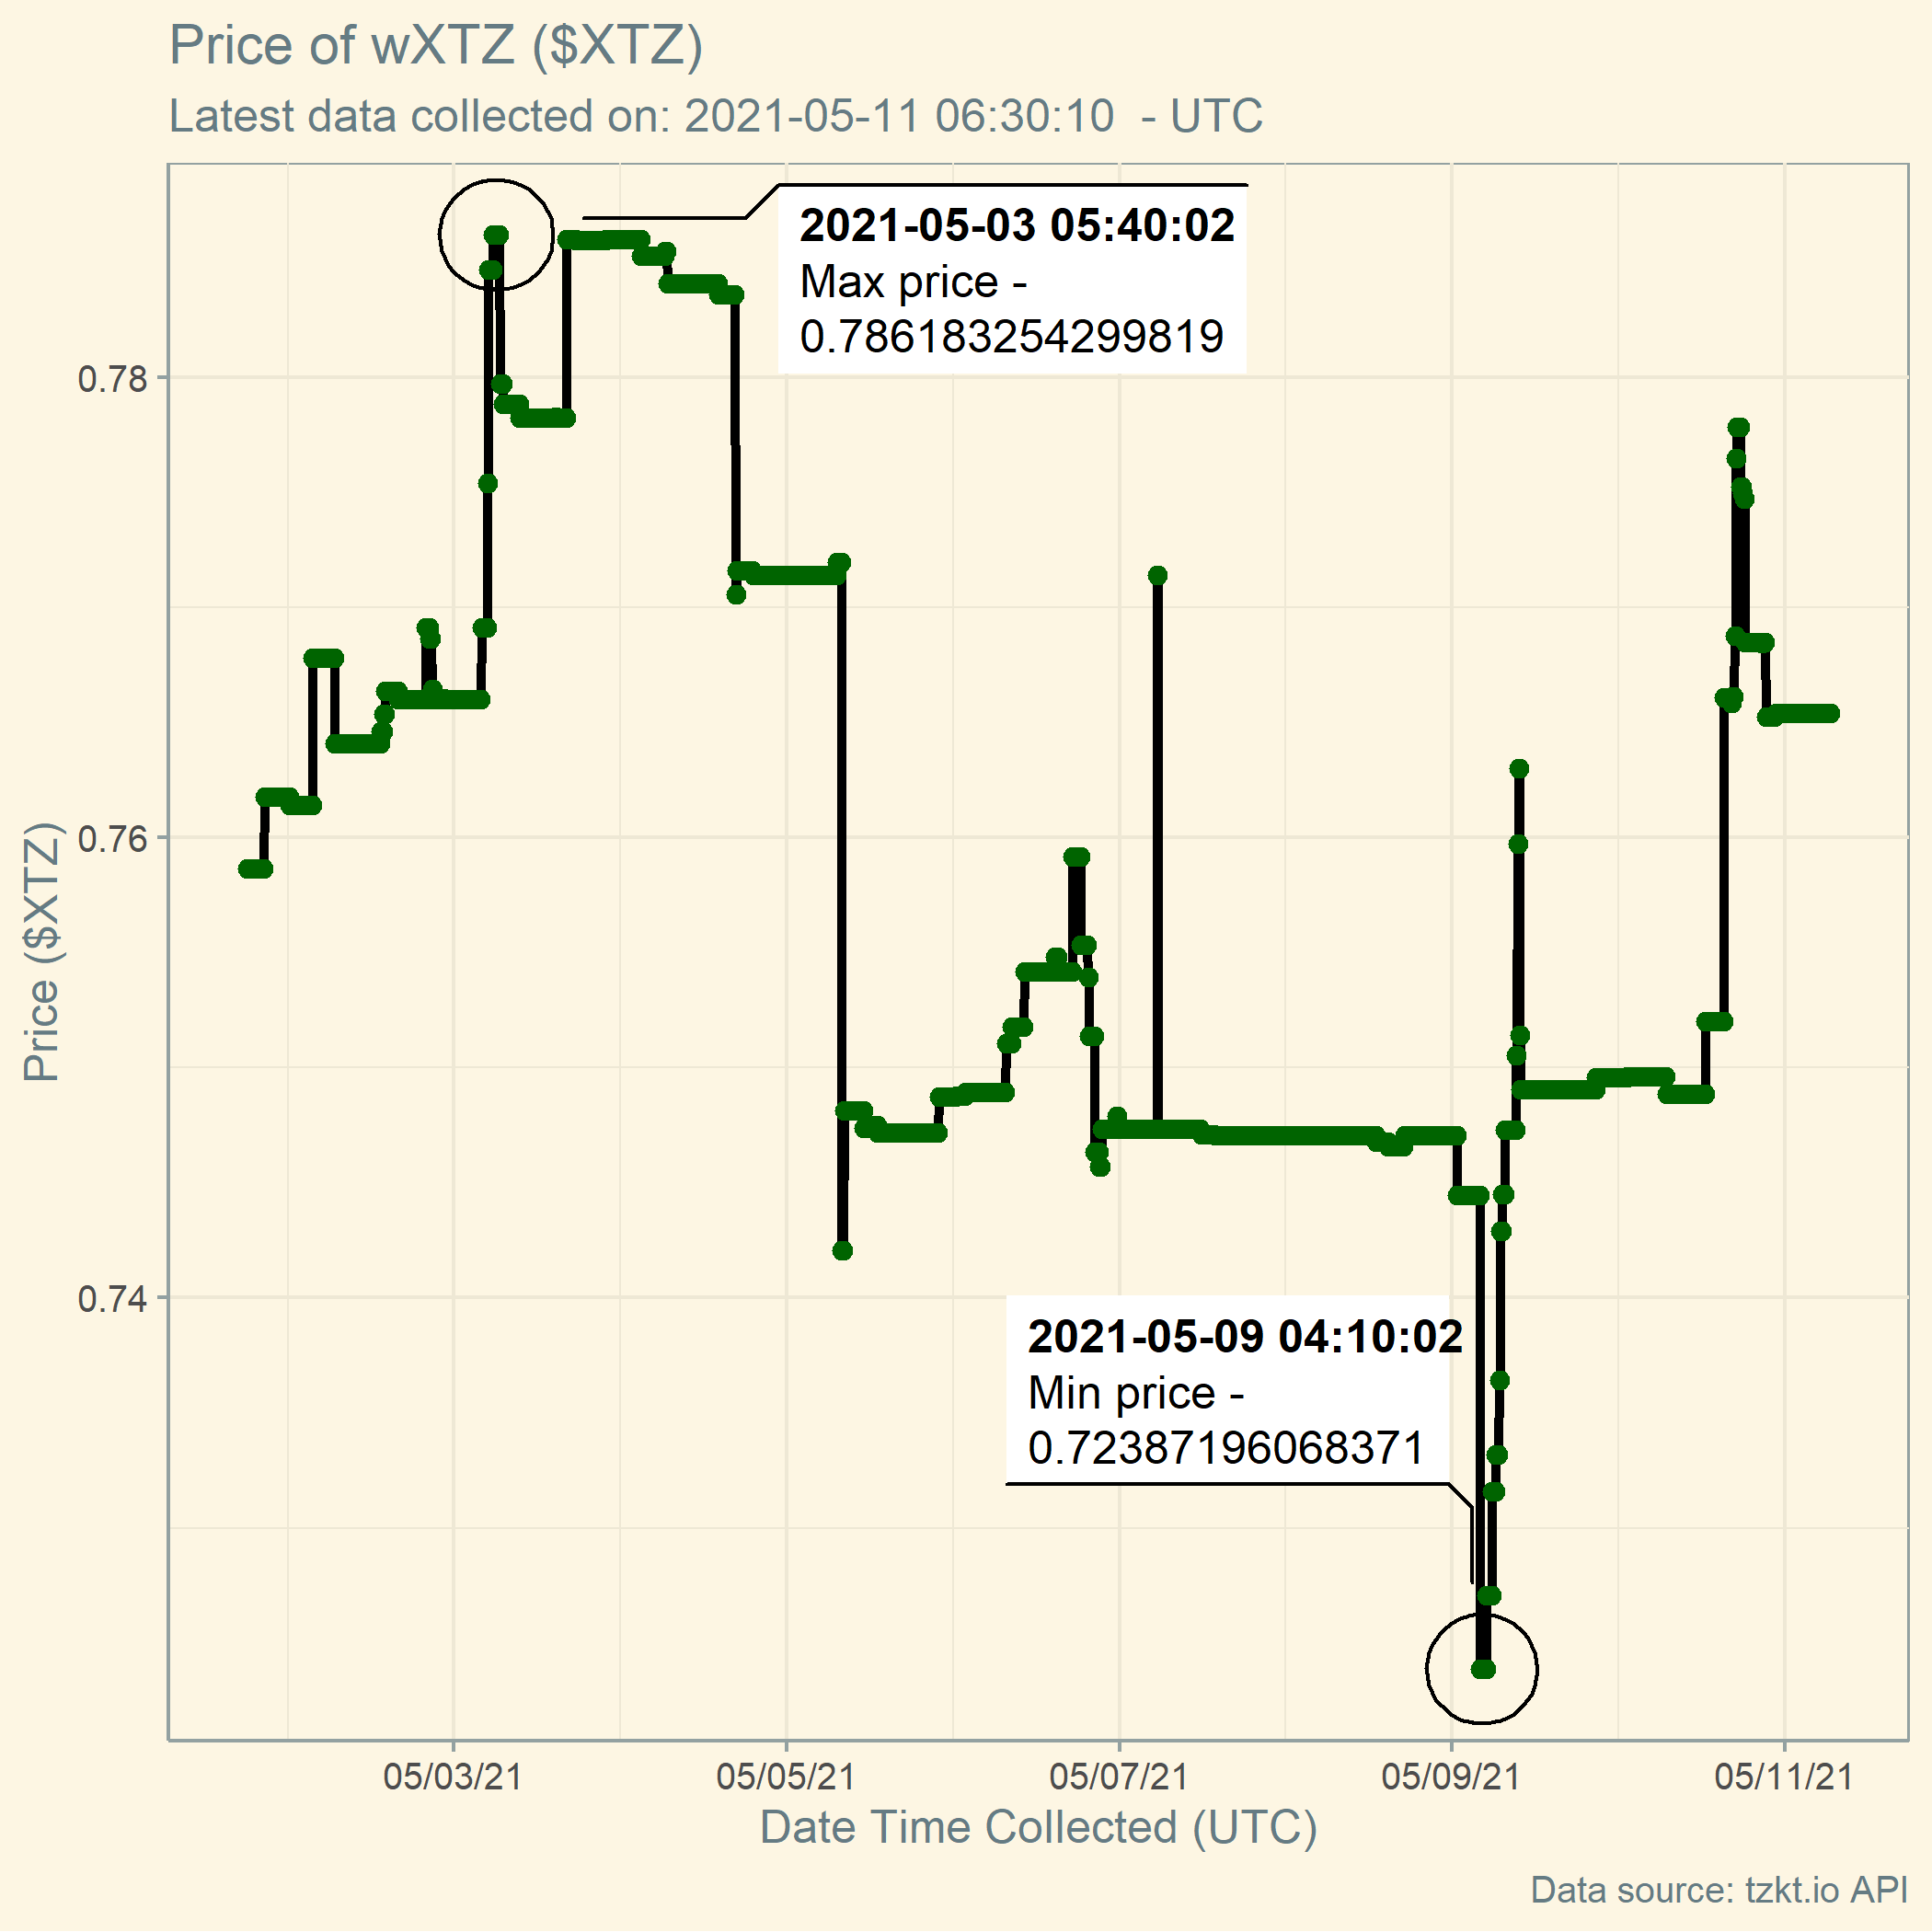 Price of wXTZ ($XTZ)
Latest data collected on: 2021-05-11 06:30:10  - UTC
2021-05-03 05:40:02
Max price -
0.786183254299819
0.78
0.76
0.74
Price ($XTZ)
2021-05-09 04:10:02
Min price -
0.72387196068371
05/03/21
05/05/21
05/07/21
05/09/21
05/11/21
Date Time Collected (UTC)
Data source: tzkt.io API